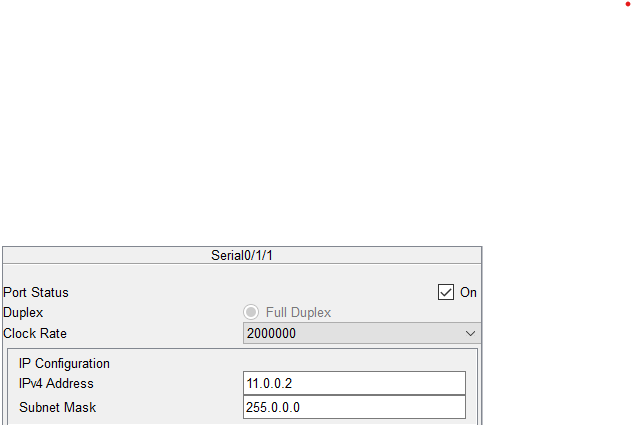 Serial0/1/1
Port Status On
Duplex Full Duplex
Clock Rate 2000000
IP Configuration
IPv4 Address 11.0.0.2
Subnet Mask 255.0.0.0